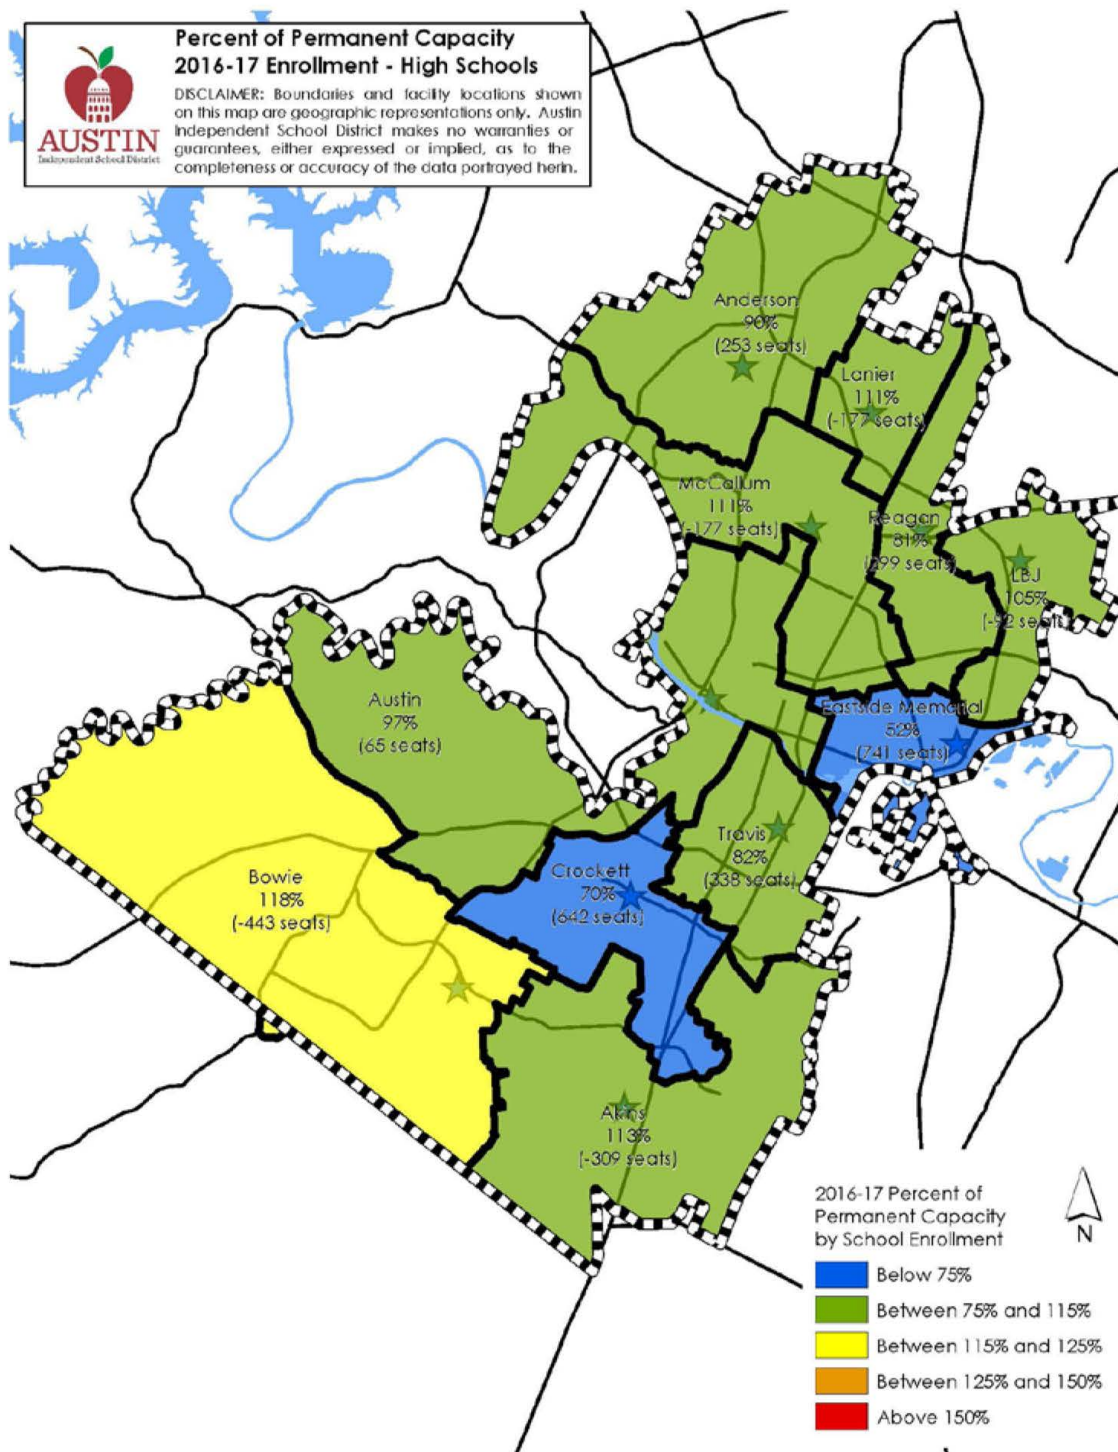 Percent of Permanent Capacity
2016-17 Enrollment - High Schools
DISCLAIMER: Boundaries and facility locations shown
on this map are geographic representations only. Austin
Independent School District makes no warranties or
guarantees, either expressed or implied, as to the
completeness or accuracy of the data portrayed herin.
AUSTIN
Independent School District
Anderson
90%
(253 seats)
Lanier
111%
(-177 seats)
McCallum
111%
(-177 seats)
Reagan
81%
(299 seats)
LBJ
105%
(-92 seats)
Austin
97%
(65 seats)
Eastside Memorial
52%
(741 seats)
Travis
82%
(338 seats)
Crockett
70%
(642 seats)
Bowie
118%
(-443 seats)
Akins
113%
(-309 seats)
2016-17 Percent of
Permanent Capacity
by School Enrollment
N
Below 75%
Between 75% and 115%
Between 115% and 125%
Between 125% and 150%
Above 150%